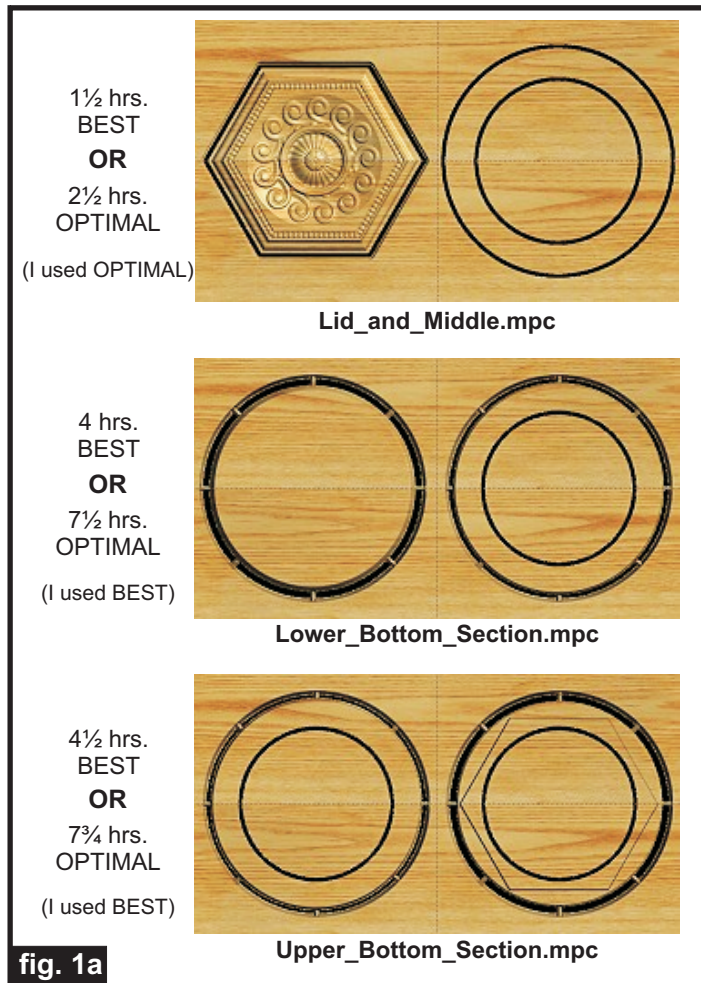 1½ hrs.
BEST
OR
2½ hrs.
OPTIMAL
(I used OPTIMAL)
Lid_and_Middle.mpc
4 hrs.
BEST
OR
7½ hrs.
OPTIMAL
(I used BEST)
Lower_Bottom_Section.mpc
4½ hrs.
BEST
OR
7¾ hrs.
OPTIMAL
(I used BEST)
Upper_Bottom_Section.mpc
fig. 1a